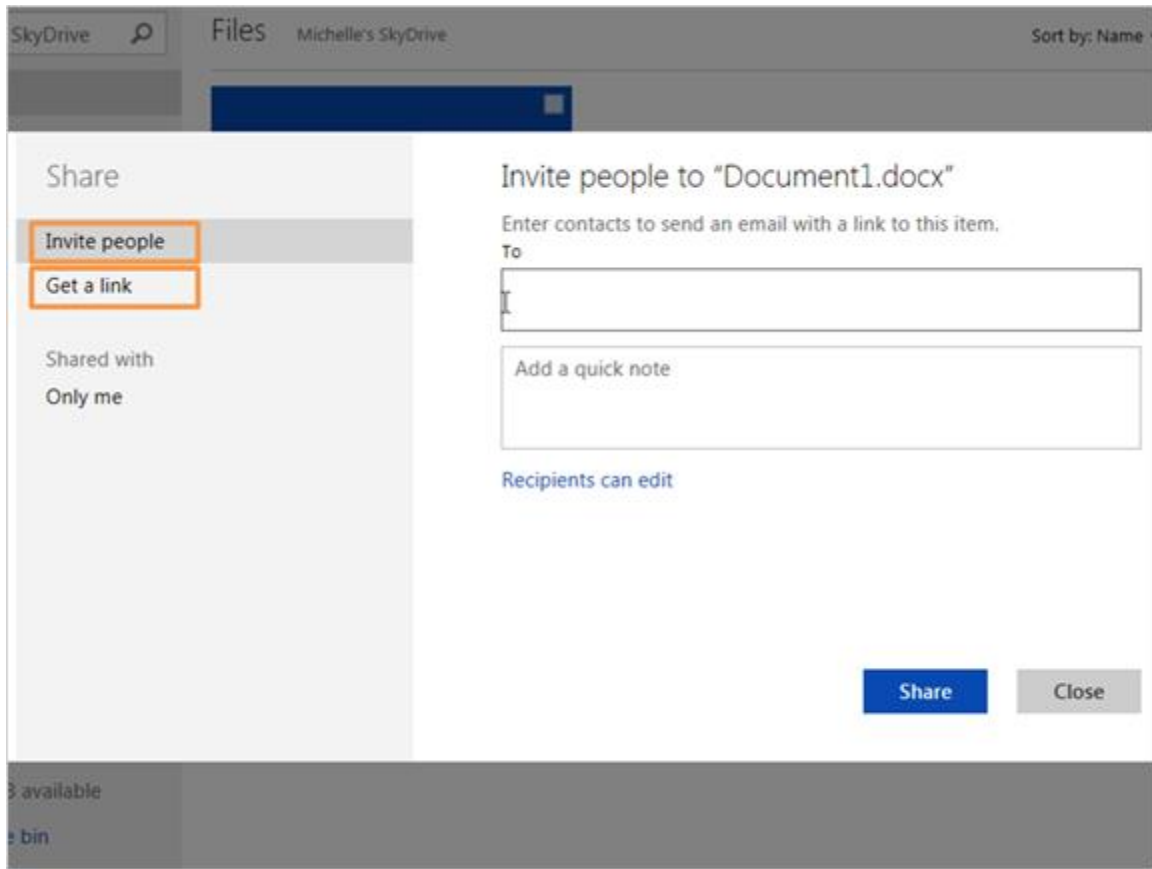 SkyDrive
Files Michelle's SkyDrive
Sort by: Name
Share
Invite people
Get a link
Shared with
Only me
Invite people to “Document1.docx”
Enter contacts to send an email with a link to this item.
To
Add a quick note
Recipients can edit
Share
Close
available
bin